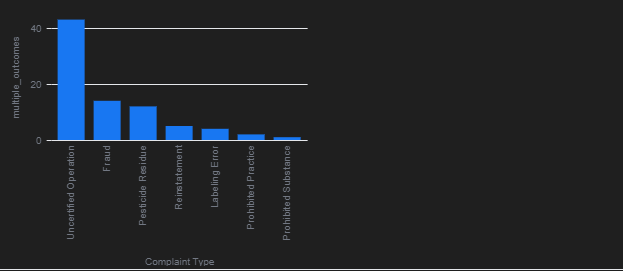 multiple_outcomes
40
20
0
Uncertified Operation
Fraud
Pesticide Residue
Reinstatement
Labeling Error
Prohibited Practice
Prohibited Substance
Complaint Type